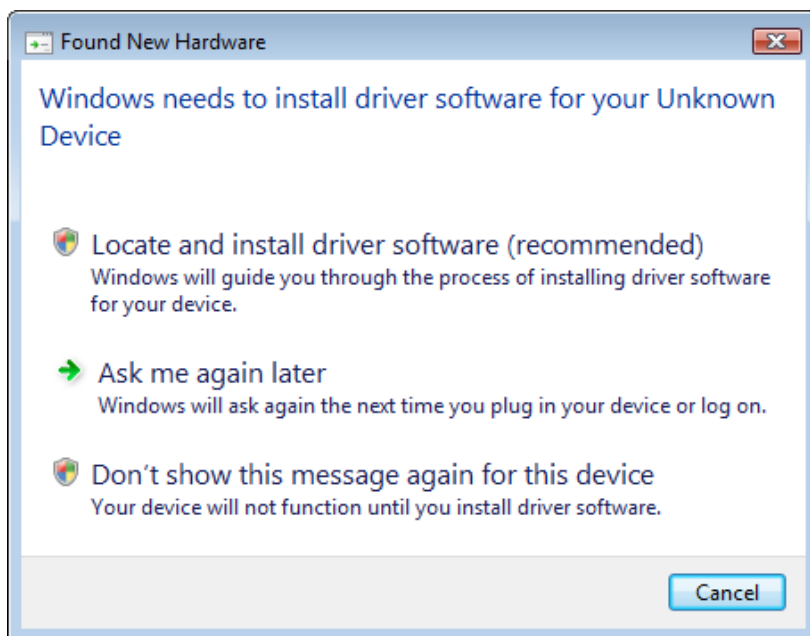 Found New Hardware
Windows needs to install driver software for your Unknown
Device
Locate and install driver software (recommended)
Windows will guide you through the process of installing driver software
for your device.
Ask me again later
Windows will ask again the next time you plug in your device or log on.
Don't show this message again for this device
Your device will not function until you install driver software.
Cancel